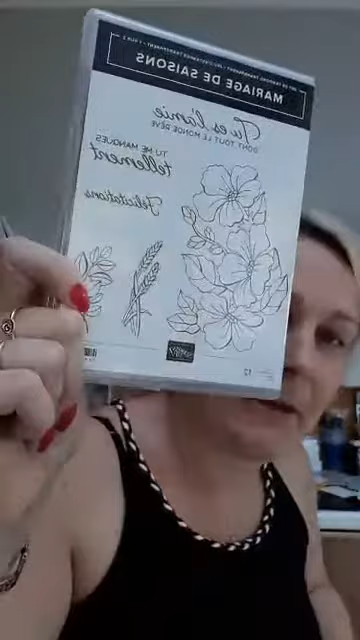 MARIAGE DE SAISONS
Tu es l'amie
DONT TOUT LE MONDE RÊVE
TU ME MANQUES
tellement
Félicitations